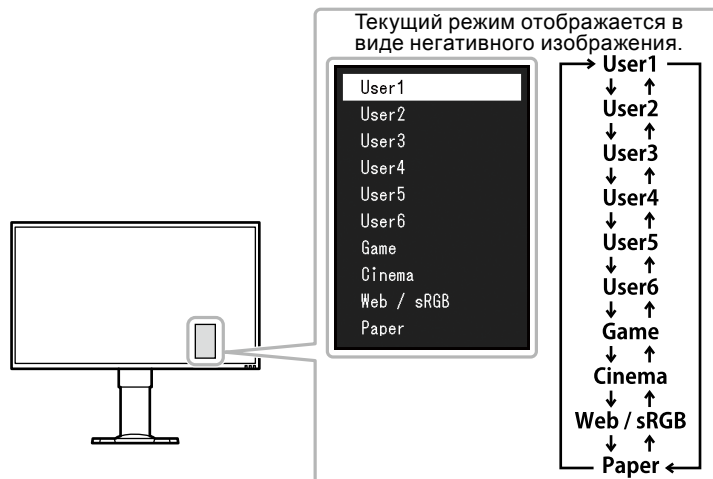 Текущий режим отображается в
виде негативного изображения.
User1
User2
User3
User4
User5
User6
Game
Cinema
Web / sRGB
Paper
User1
User2
User3
User4
User5
User6
Game
Cinema
Web / sRGB
Paper